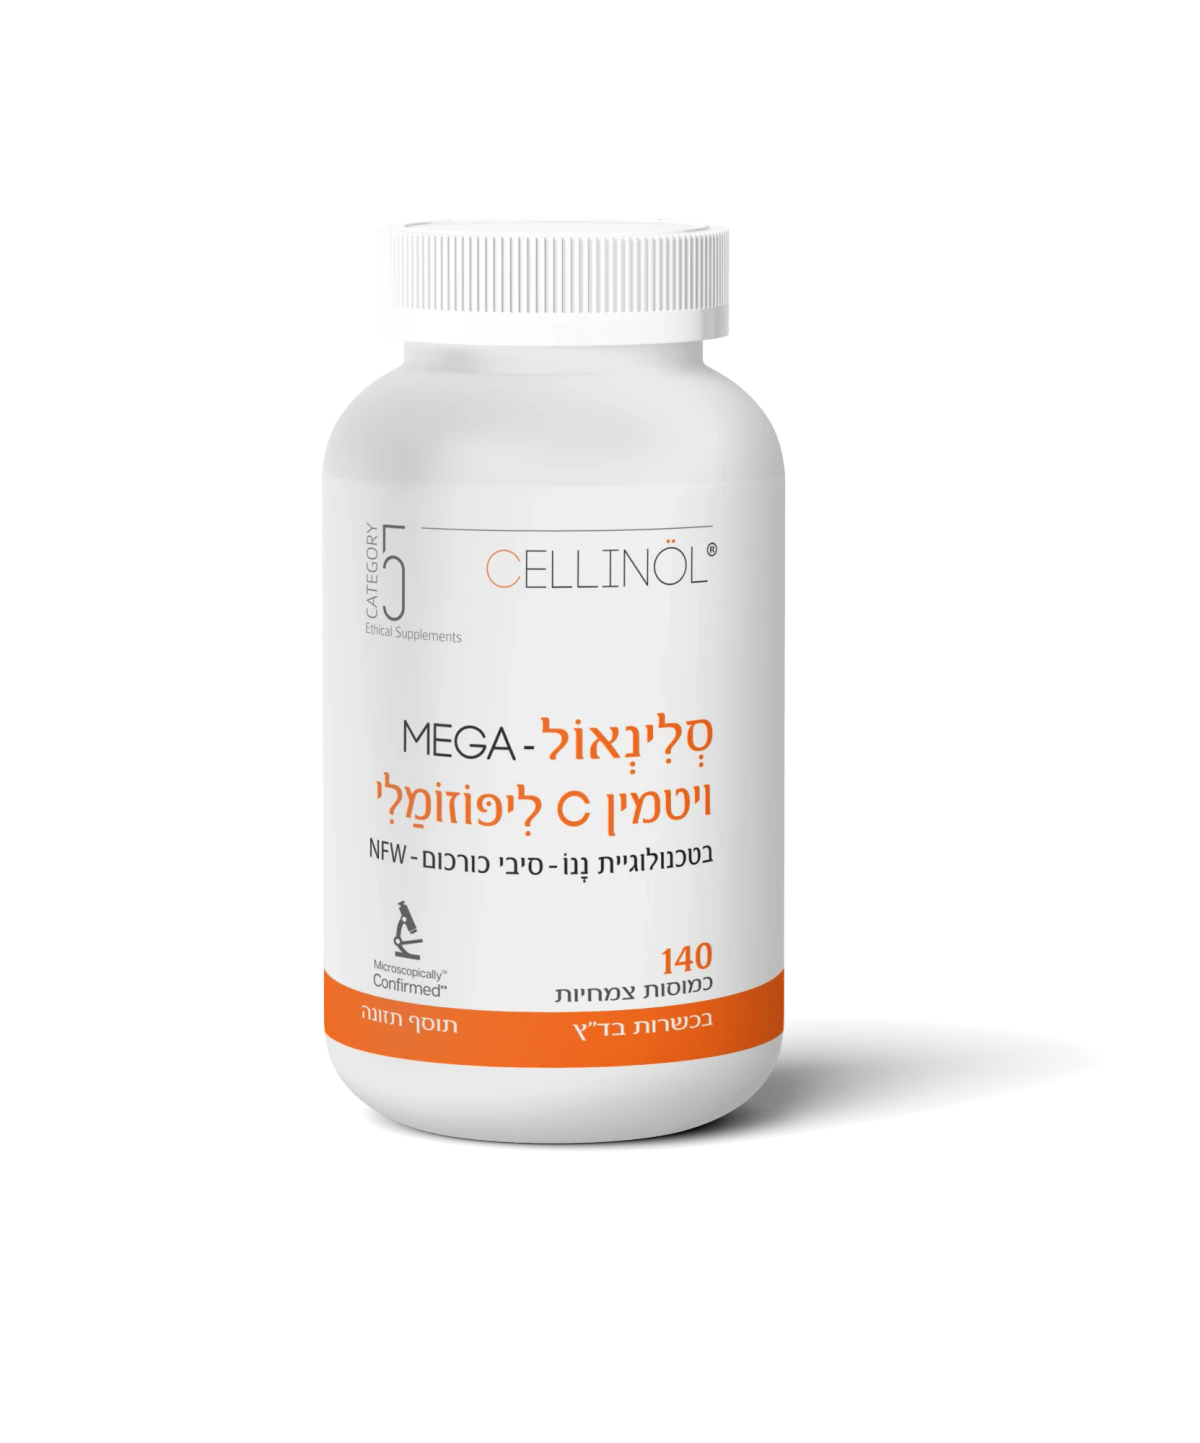 CATEGORY 5
Ethical Supplements
CELLINÖL®
סְלִינְאוֹל - MEGA
ויטמין C לִיפּוֹזוֹמַלִי
בטכנולוגיית נָנוֹ - סיבי כורכום - NFW
Microscopically™
Confirmed**
140
כמוסות צמחיות
בכשרות בד"ץ
תוסף תזונה